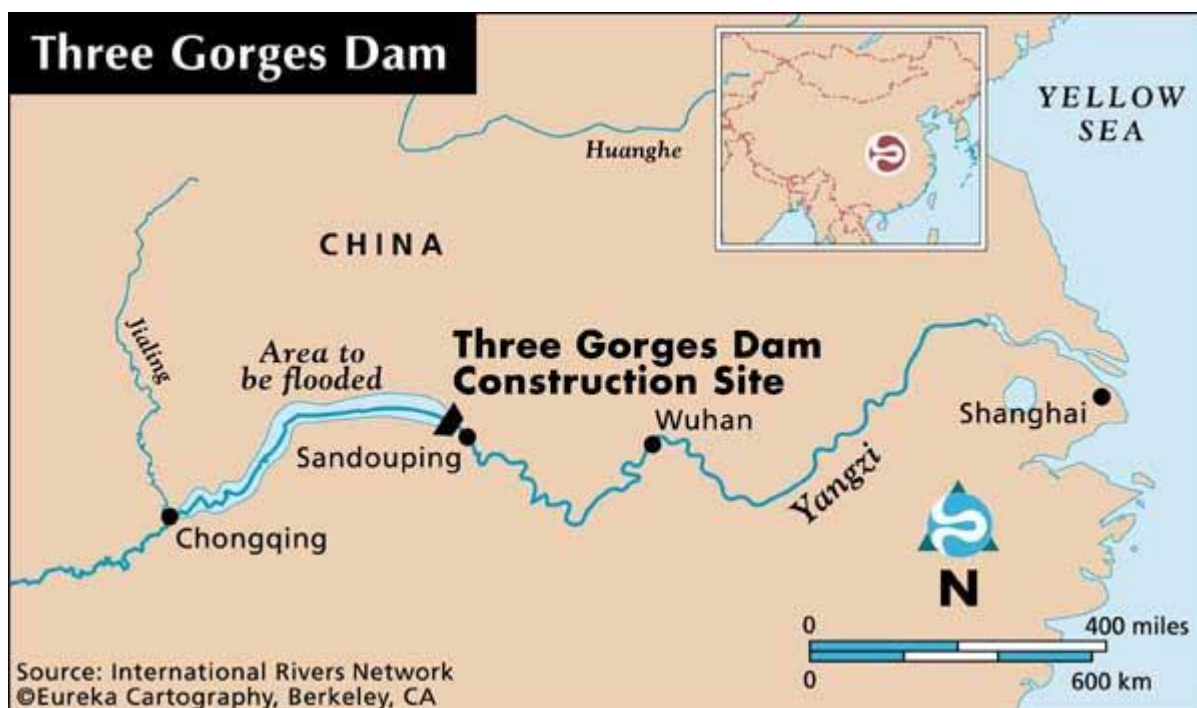 Three Gorges Dam
YELLOW
SEA
Huanghe
CHINA
Jialing
Area to
be flooded
Three Gorges Dam
Construction Site
Wuhan
Shanghai
Sandouping
Yangzi
Chongqing
N
0 400 miles
0 600 km
Source: International Rivers Network
©Eureka Cartography, Berkeley, CA